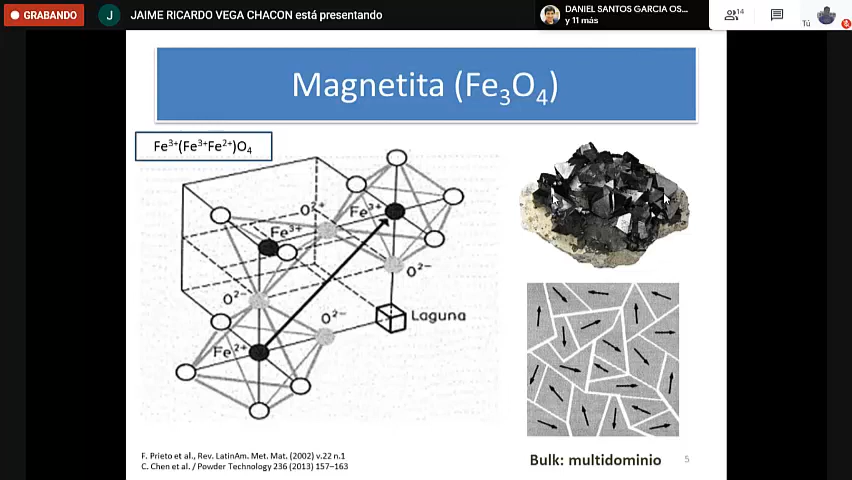 GRABANDO
J
JAIME RICARDO VEGA CHACON está presentando
DANIEL SANTOS GARCIA OS...
y 11 más
14
Tú
Magnetita (Fe₃O₄)
Fe³⁺(Fe³⁺Fe²⁺)O₄
O²⁺
Fe³⁺
Fe³⁺
O²⁻
O²⁻
O²⁻
Laguna
Fe²⁺
F. Prieto et al., Rev. LatinAm. Met. Mat. (2002) v.22 n.1
C. Chen et al. / Powder Technology 236 (2013) 157–163
Bulk: multidominio
5